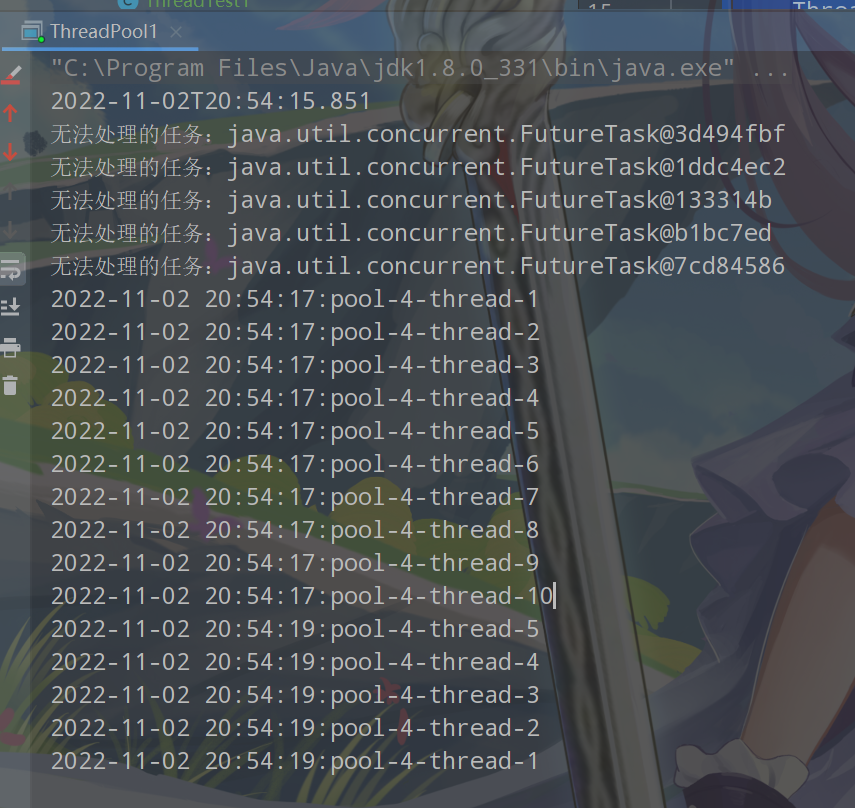 ThreadTest1
15
Thre
ThreadPool1
"C:\Program Files\Java\jdk1.8.0_331\bin\java.exe" ...
2022-11-02T20:54:15.851
无法处理的任务：java.util.concurrent.FutureTask@3d494fbf
无法处理的任务：java.util.concurrent.FutureTask@1ddc4ec2
无法处理的任务：java.util.concurrent.FutureTask@133314b
无法处理的任务：java.util.concurrent.FutureTask@b1bc7ed
无法处理的任务：java.util.concurrent.FutureTask@7cd84586
2022-11-02 20:54:17:pool-4-thread-1
2022-11-02 20:54:17:pool-4-thread-2
2022-11-02 20:54:17:pool-4-thread-3
2022-11-02 20:54:17:pool-4-thread-4
2022-11-02 20:54:17:pool-4-thread-5
2022-11-02 20:54:17:pool-4-thread-6
2022-11-02 20:54:17:pool-4-thread-7
2022-11-02 20:54:17:pool-4-thread-8
2022-11-02 20:54:17:pool-4-thread-9
2022-11-02 20:54:17:pool-4-thread-10
2022-11-02 20:54:19:pool-4-thread-5
2022-11-02 20:54:19:pool-4-thread-4
2022-11-02 20:54:19:pool-4-thread-3
2022-11-02 20:54:19:pool-4-thread-2
2022-11-02 20:54:19:pool-4-thread-1